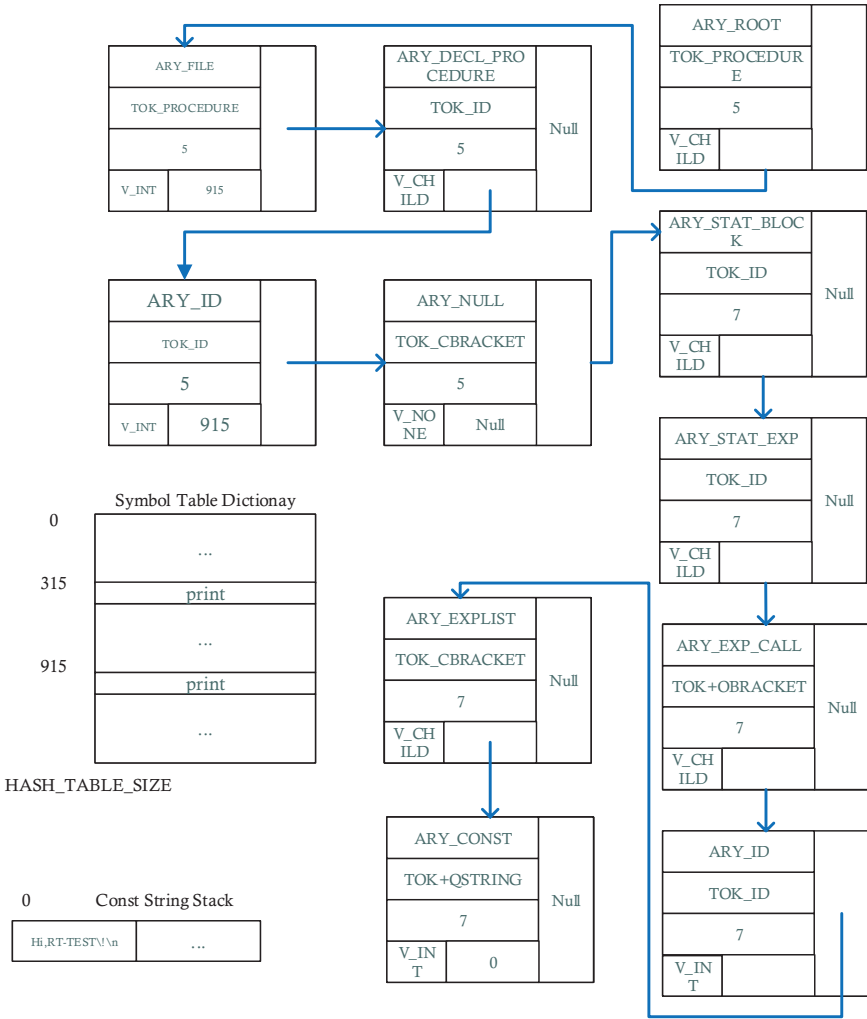 ARY_FILE
TOK_PROCEDURE
5
V_INT
915
ARY_DECL_PRO
CEDURE
TOK_ID
5
V_CH
ILD
Null
ARY_ROOT
TOK_PROCEDUR
E
5
V_CH
ILD
ARY_ID
TOK_ID
5
V_INT
915
ARY_NULL
TOK_CBRACKET
5
V_NO
NE
Null
ARY_STAT_BLOC
K
TOK_ID
7
V_CH
ILD
Null
ARY_STAT_EXP
TOK_ID
7
V_CH
ILD
Null
Symbol Table Dictionay
0
...
315
print
...
915
print
...
HASH_TABLE_SIZE
ARY_EXPLIST
TOK_CBRACKET
7
V_CH
ILD
Null
ARY_EXP_CALL
TOK+OBRACKET
7
V_CH
ILD
Null
ARY_CONST
TOK+QSTRING
7
V_IN
T
0
Null
ARY_ID
TOK_ID
7
V_IN
T
0
Const String Stack
Hi,RT-TEST\!\n
...